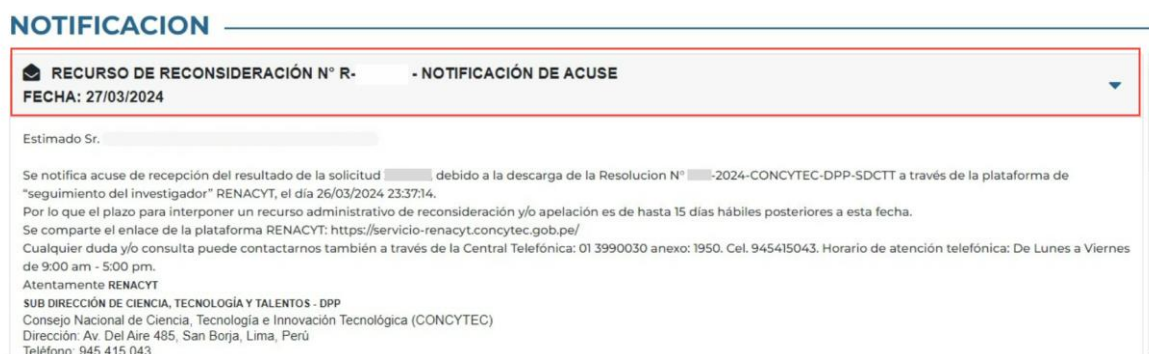 NOTIFICACION
RECURSO DE RECONSIDERACIÓN N° R- - NOTIFICACIÓN DE ACUSE
FECHA: 27/03/2024
Estimado Sr.
Se notifica acuse de recepción del resultado de la solicitud , debido a la descarga de la Resolucion N° -2024-CONCYTEC-DPP-SDCTT a través de la plataforma de
“seguimiento del investigador” RENACYT, el día 26/03/2024 23:37:14.
Por lo que el plazo para interponer un recurso administrativo de reconsideración y/o apelación es de hasta 15 días hábiles posteriores a esta fecha.
Se comparte el enlace de la plataforma RENACYT: https://servicio-renacyt.concytec.gob.pe/
Cualquier duda y/o consulta puede contactarnos también a través de la Central Telefónica: 01 3990030 anexo: 1950. Cel. 945415043. Horario de atención telefónica: De Lunes a Viernes
de 9:00 am - 5:00 pm.
Atentamente RENACYT
SUB DIRECCIÓN DE CIENCIA, TECNOLOGÍA Y TALENTOS - DPP
Consejo Nacional de Ciencia, Tecnología e Innovación Tecnológica (CONCYTEC)
Dirección: Av. Del Aire 485, San Borja, Lima, Perú
Teléfono: 945 415 043